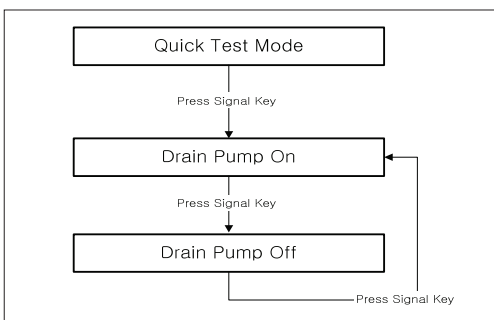 Quick Test Mode
Press Signal Key
Drain Pump On
Press Signal Key
Drain Pump Off
Press Signal Key